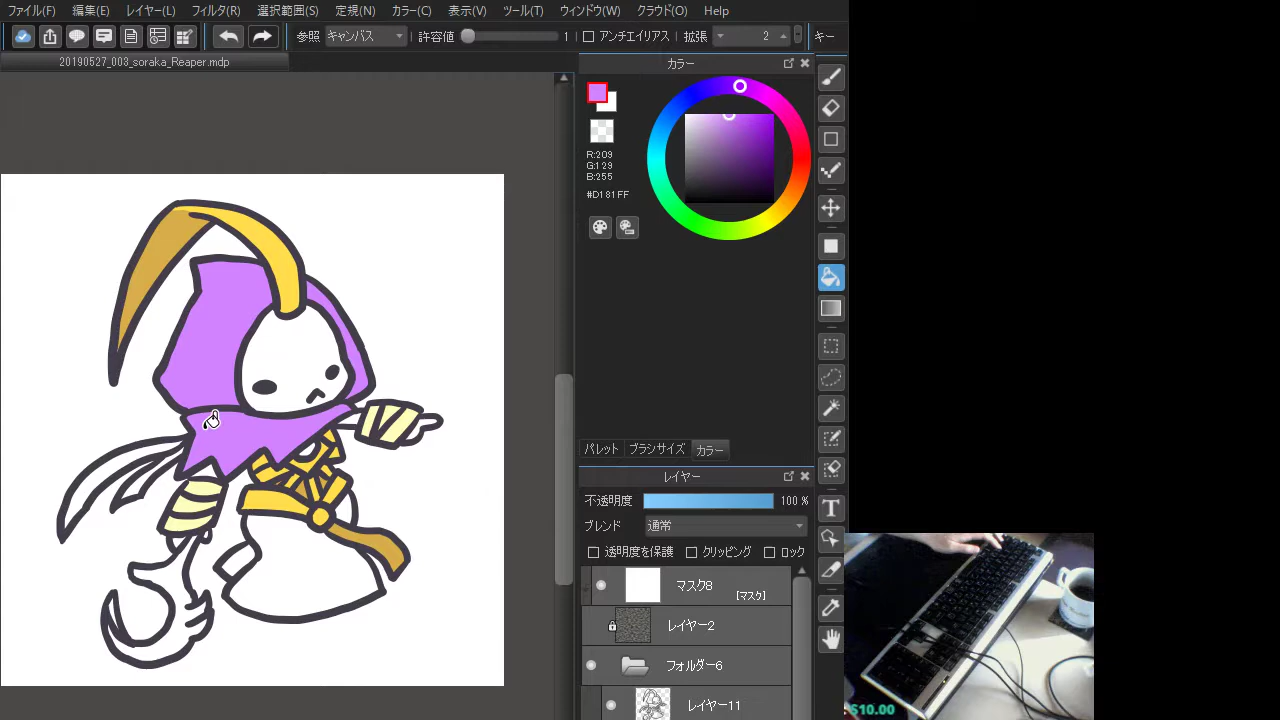 ファイル(F) 編集(E) レイヤー(L) フィルタ(R) 選択範囲(S) 定規(N) カラー(C) 表示(V) ツール(T) ウィンドウ(W) クラウド(O) Help
参照 キャンバス 許容値 1 アンチエイリアス 拡張 2 キー
20190527_003_soraka_Reaper.mdp
カラー
R:209
G:129
B:255
#D181FF
パレット ブラシサイズ カラー
レイヤー
不透明度 100 %
ブレンド 通常
透明度を保護 クリッピング ロック
マスク8 [マスク]
レイヤー2
フォルダー6
レイヤー11
$10.00